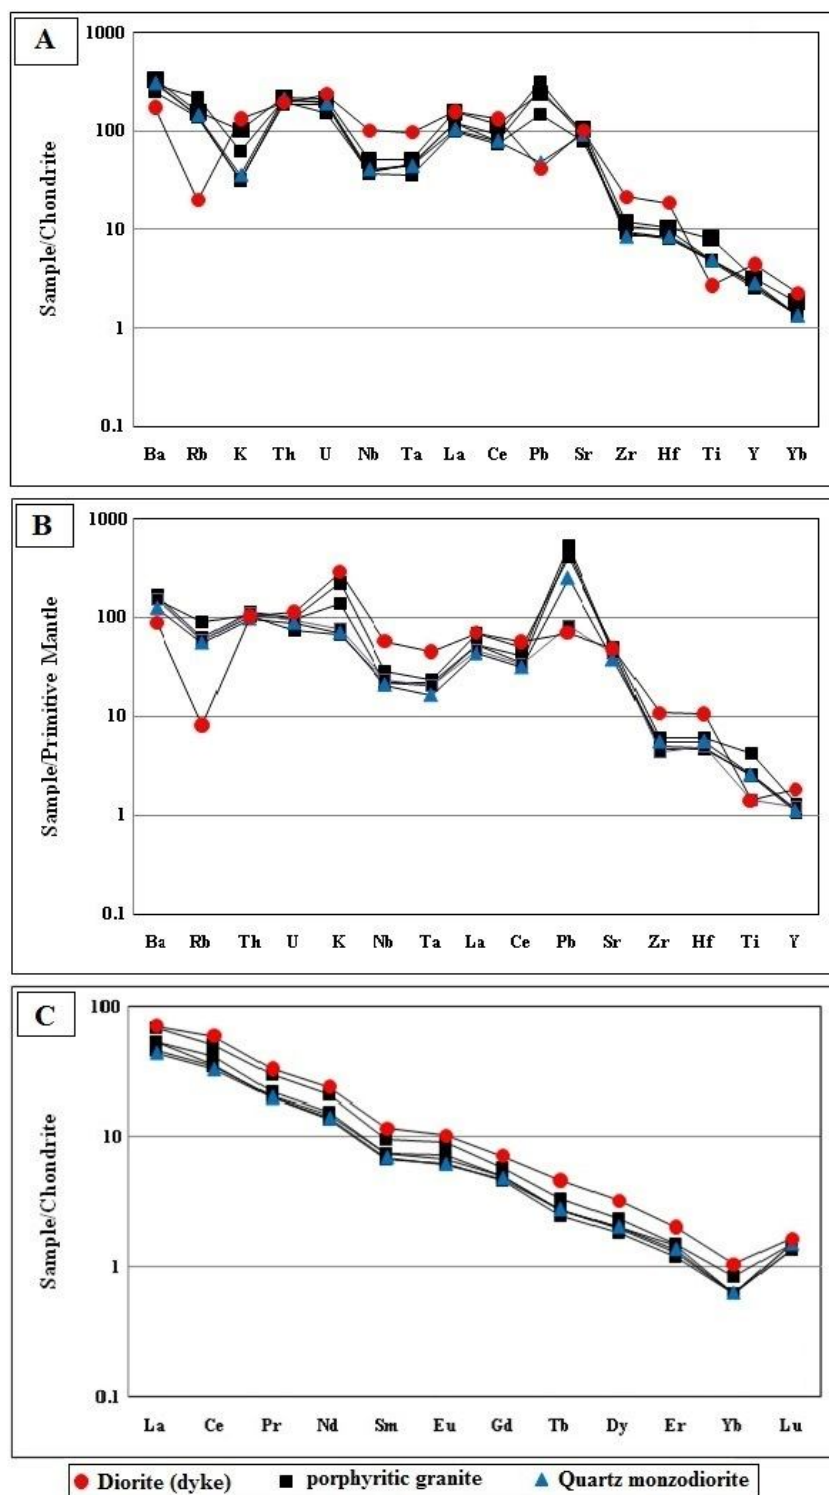 A
Sample/Chondrite
1000
100
10
1
0.1
Ba Rb K Th U Nb Ta La Ce Pb Sr Zr Hf Ti Y Yb
B
Sample/Primitive Mantle
1000
100
10
1
0.1
Ba Rb Th U K Nb Ta La Ce Pb Sr Zr Hf Ti Y
C
Sample/Chondrite
100
10
1
0.1
La Ce Pr Nd Sm Eu Gd Tb Dy Er Yb Lu
Diorite (dyke) porphyritic granite Quartz monzodiorite